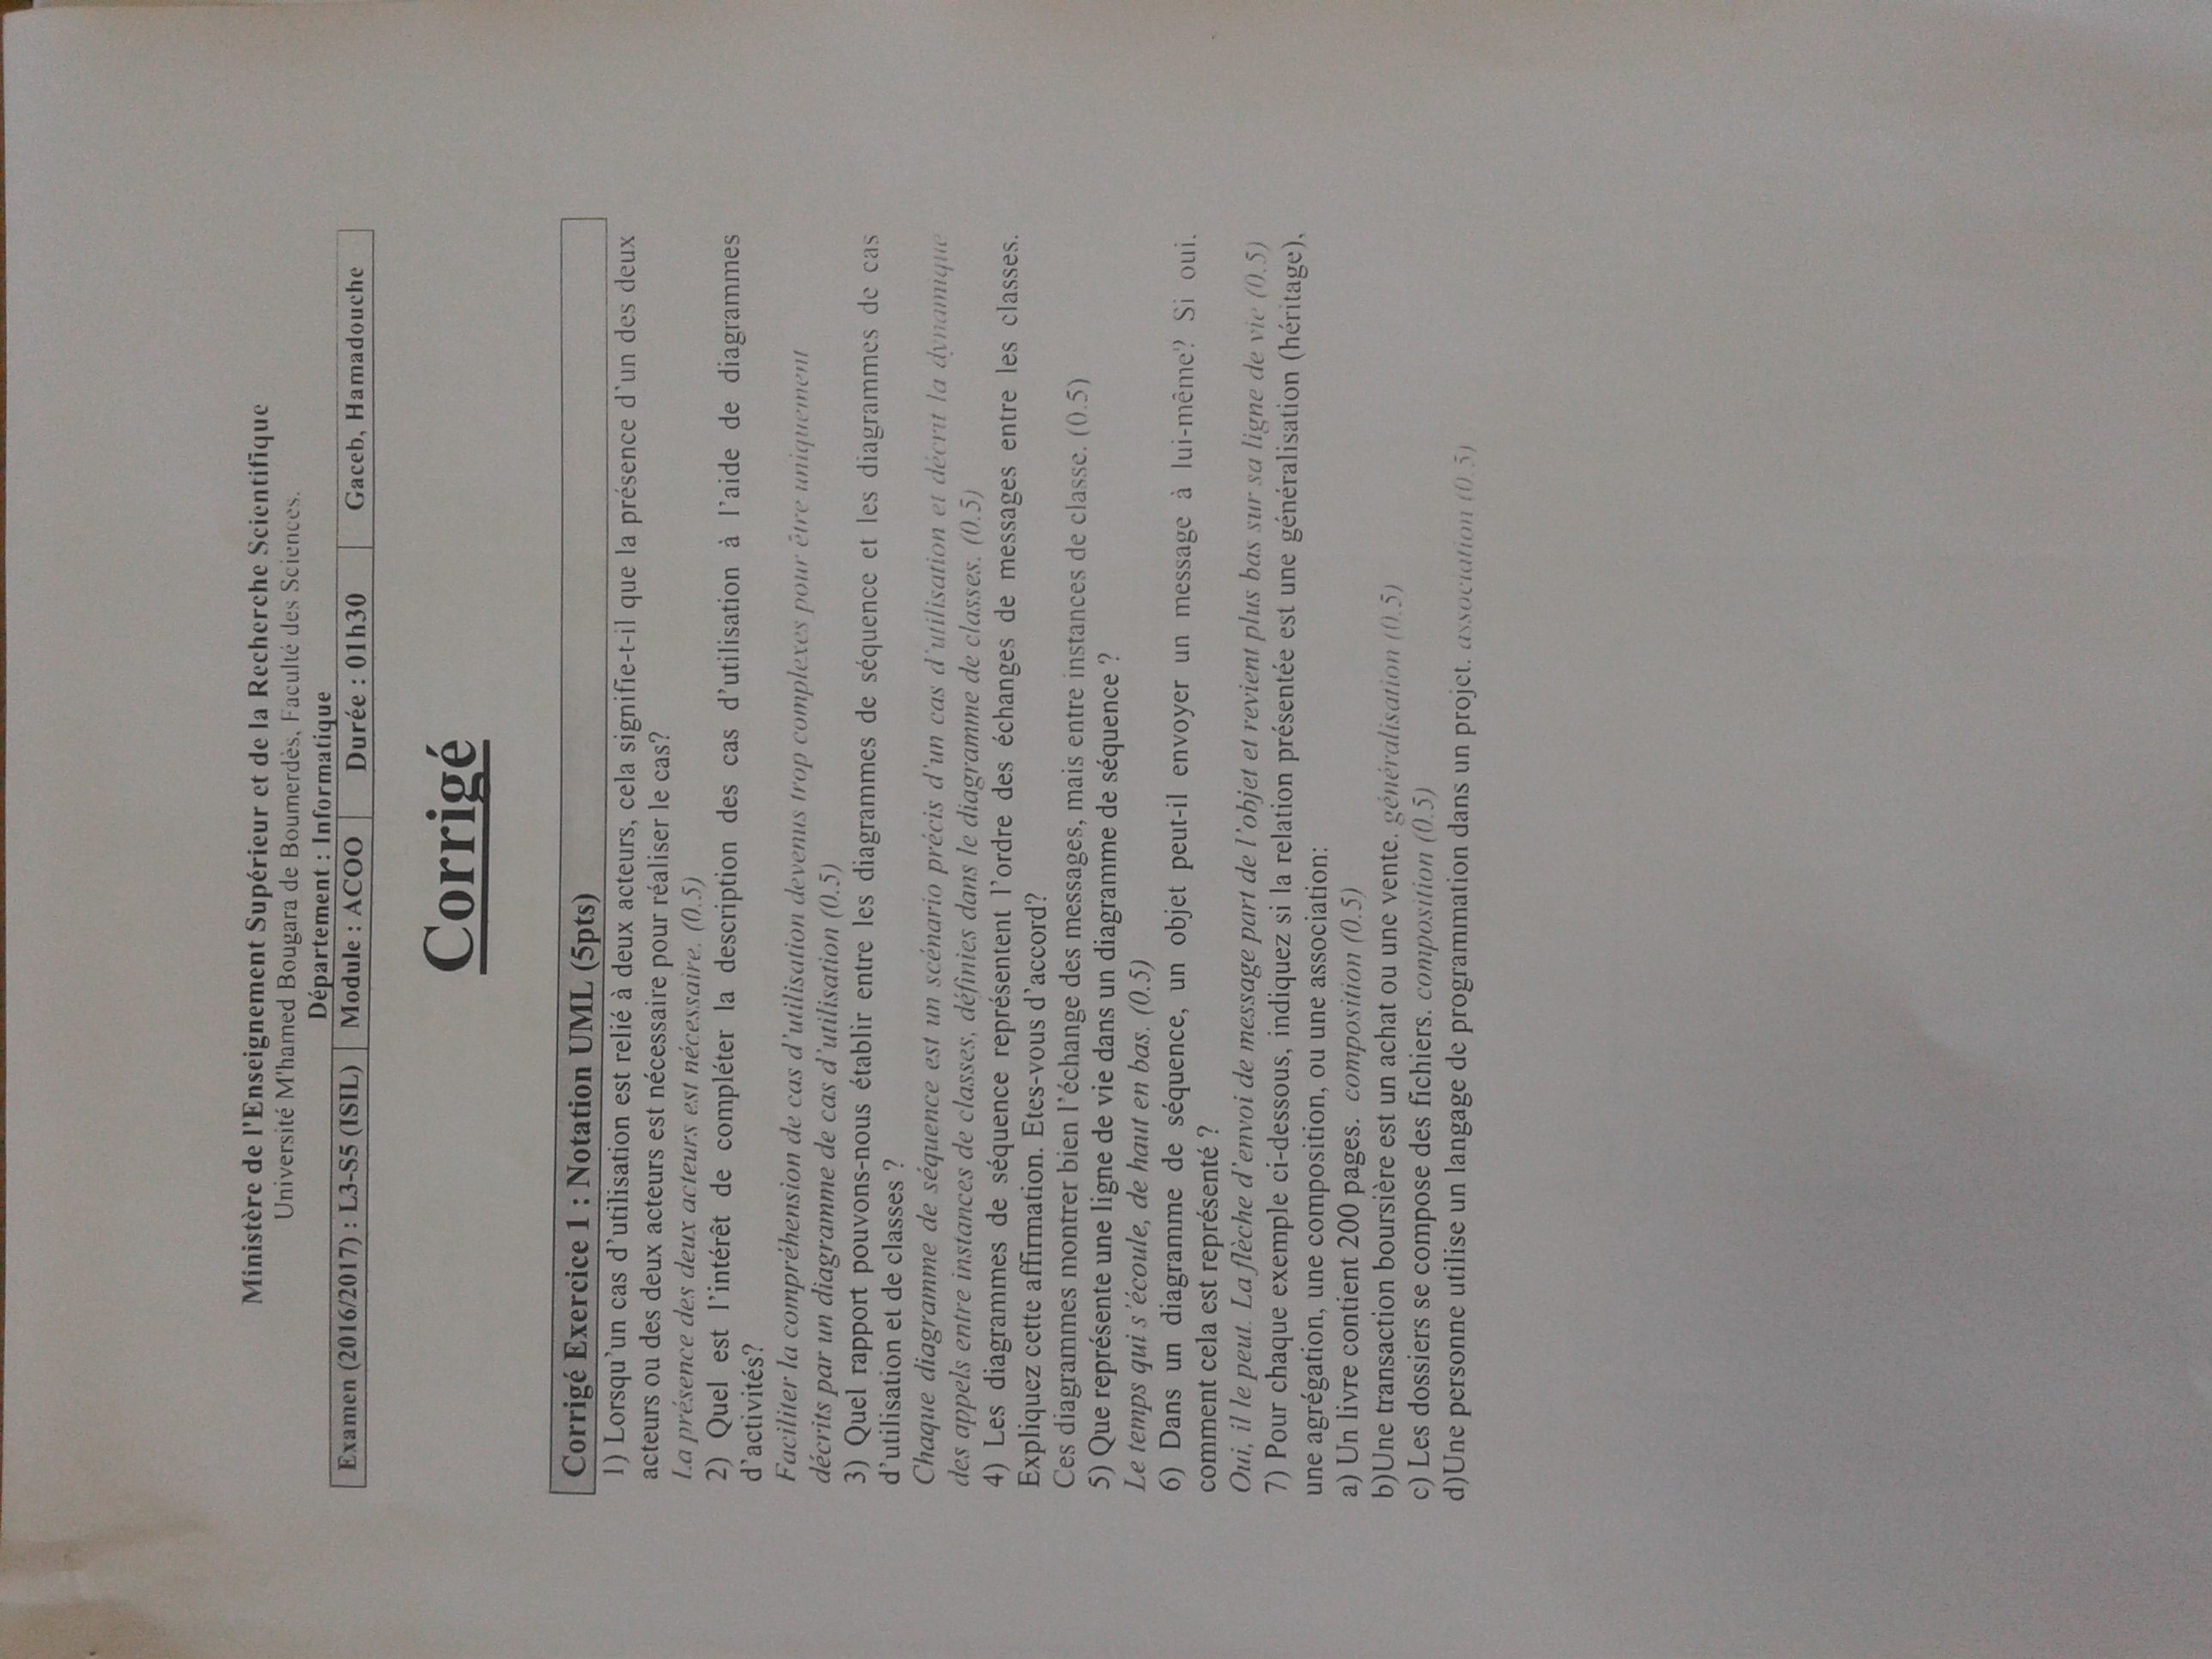 Ministère de l'Enseignement Supérieur et de la Recherche Scientifique
Université M'hamed Bougara de Boumerdès, Faculté des Sciences.
Département : Informatique
Examen (2016/2017) : L3-S5 (ISIL) Module : ACOO Durée : 01h30 Gaceb, Hamadouche
Corrigé
Corrigé Exercice 1 : Notation UML (5pts)
1) Lorsqu'un cas d'utilisation est relié à deux acteurs, cela signifie-t-il que la présence d'un des deux
acteurs ou des deux acteurs est nécessaire pour réaliser le cas?
La présence des deux acteurs est nécessaire. (0.5)
2) Quel est l'intérêt de compléter la description des cas d'utilisation à l'aide de diagrammes
d'activités?
Faciliter la compréhension de cas d'utilisation devenus trop complexes pour être uniquement
décrits par un diagramme de cas d'utilisation (0.5)
3) Quel rapport pouvons-nous établir entre les diagrammes de séquence et les diagrammes de cas
d'utilisation et de classes ?
Chaque diagramme de séquence est un scénario précis d'un cas d'utilisation et décrit la dynamique
des appels entre instances de classes, définies dans le diagramme de classes. (0.5)
4) Les diagrammes de séquence représentent l'ordre des échanges de messages entre les classes.
Expliquez cette affirmation. Etes-vous d'accord?
Ces diagrammes montrer bien l'échange des messages, mais entre instances de classe. (0.5)
5) Que représente une ligne de vie dans un diagramme de séquence ?
Le temps qui s'écoule, de haut en bas. (0.5)
6) Dans un diagramme de séquence, un objet peut-il envoyer un message à lui-même? Si oui.
comment cela est représenté ?
Oui, il le peut. La flèche d'envoi de message part de l'objet et revient plus bas sur sa ligne de vie (0.5)
7) Pour chaque exemple ci-dessous, indiquez si la relation présentée est une généralisation (héritage),
une agrégation, une composition, ou une association:
a) Un livre contient 200 pages. composition (0.5)
b)Une transaction boursière est un achat ou une vente. généralisation (0.5)
c) Les dossiers se compose des fichiers. composition (0.5)
d)Une personne utilise un langage de programmation dans un projet. association (0.5)